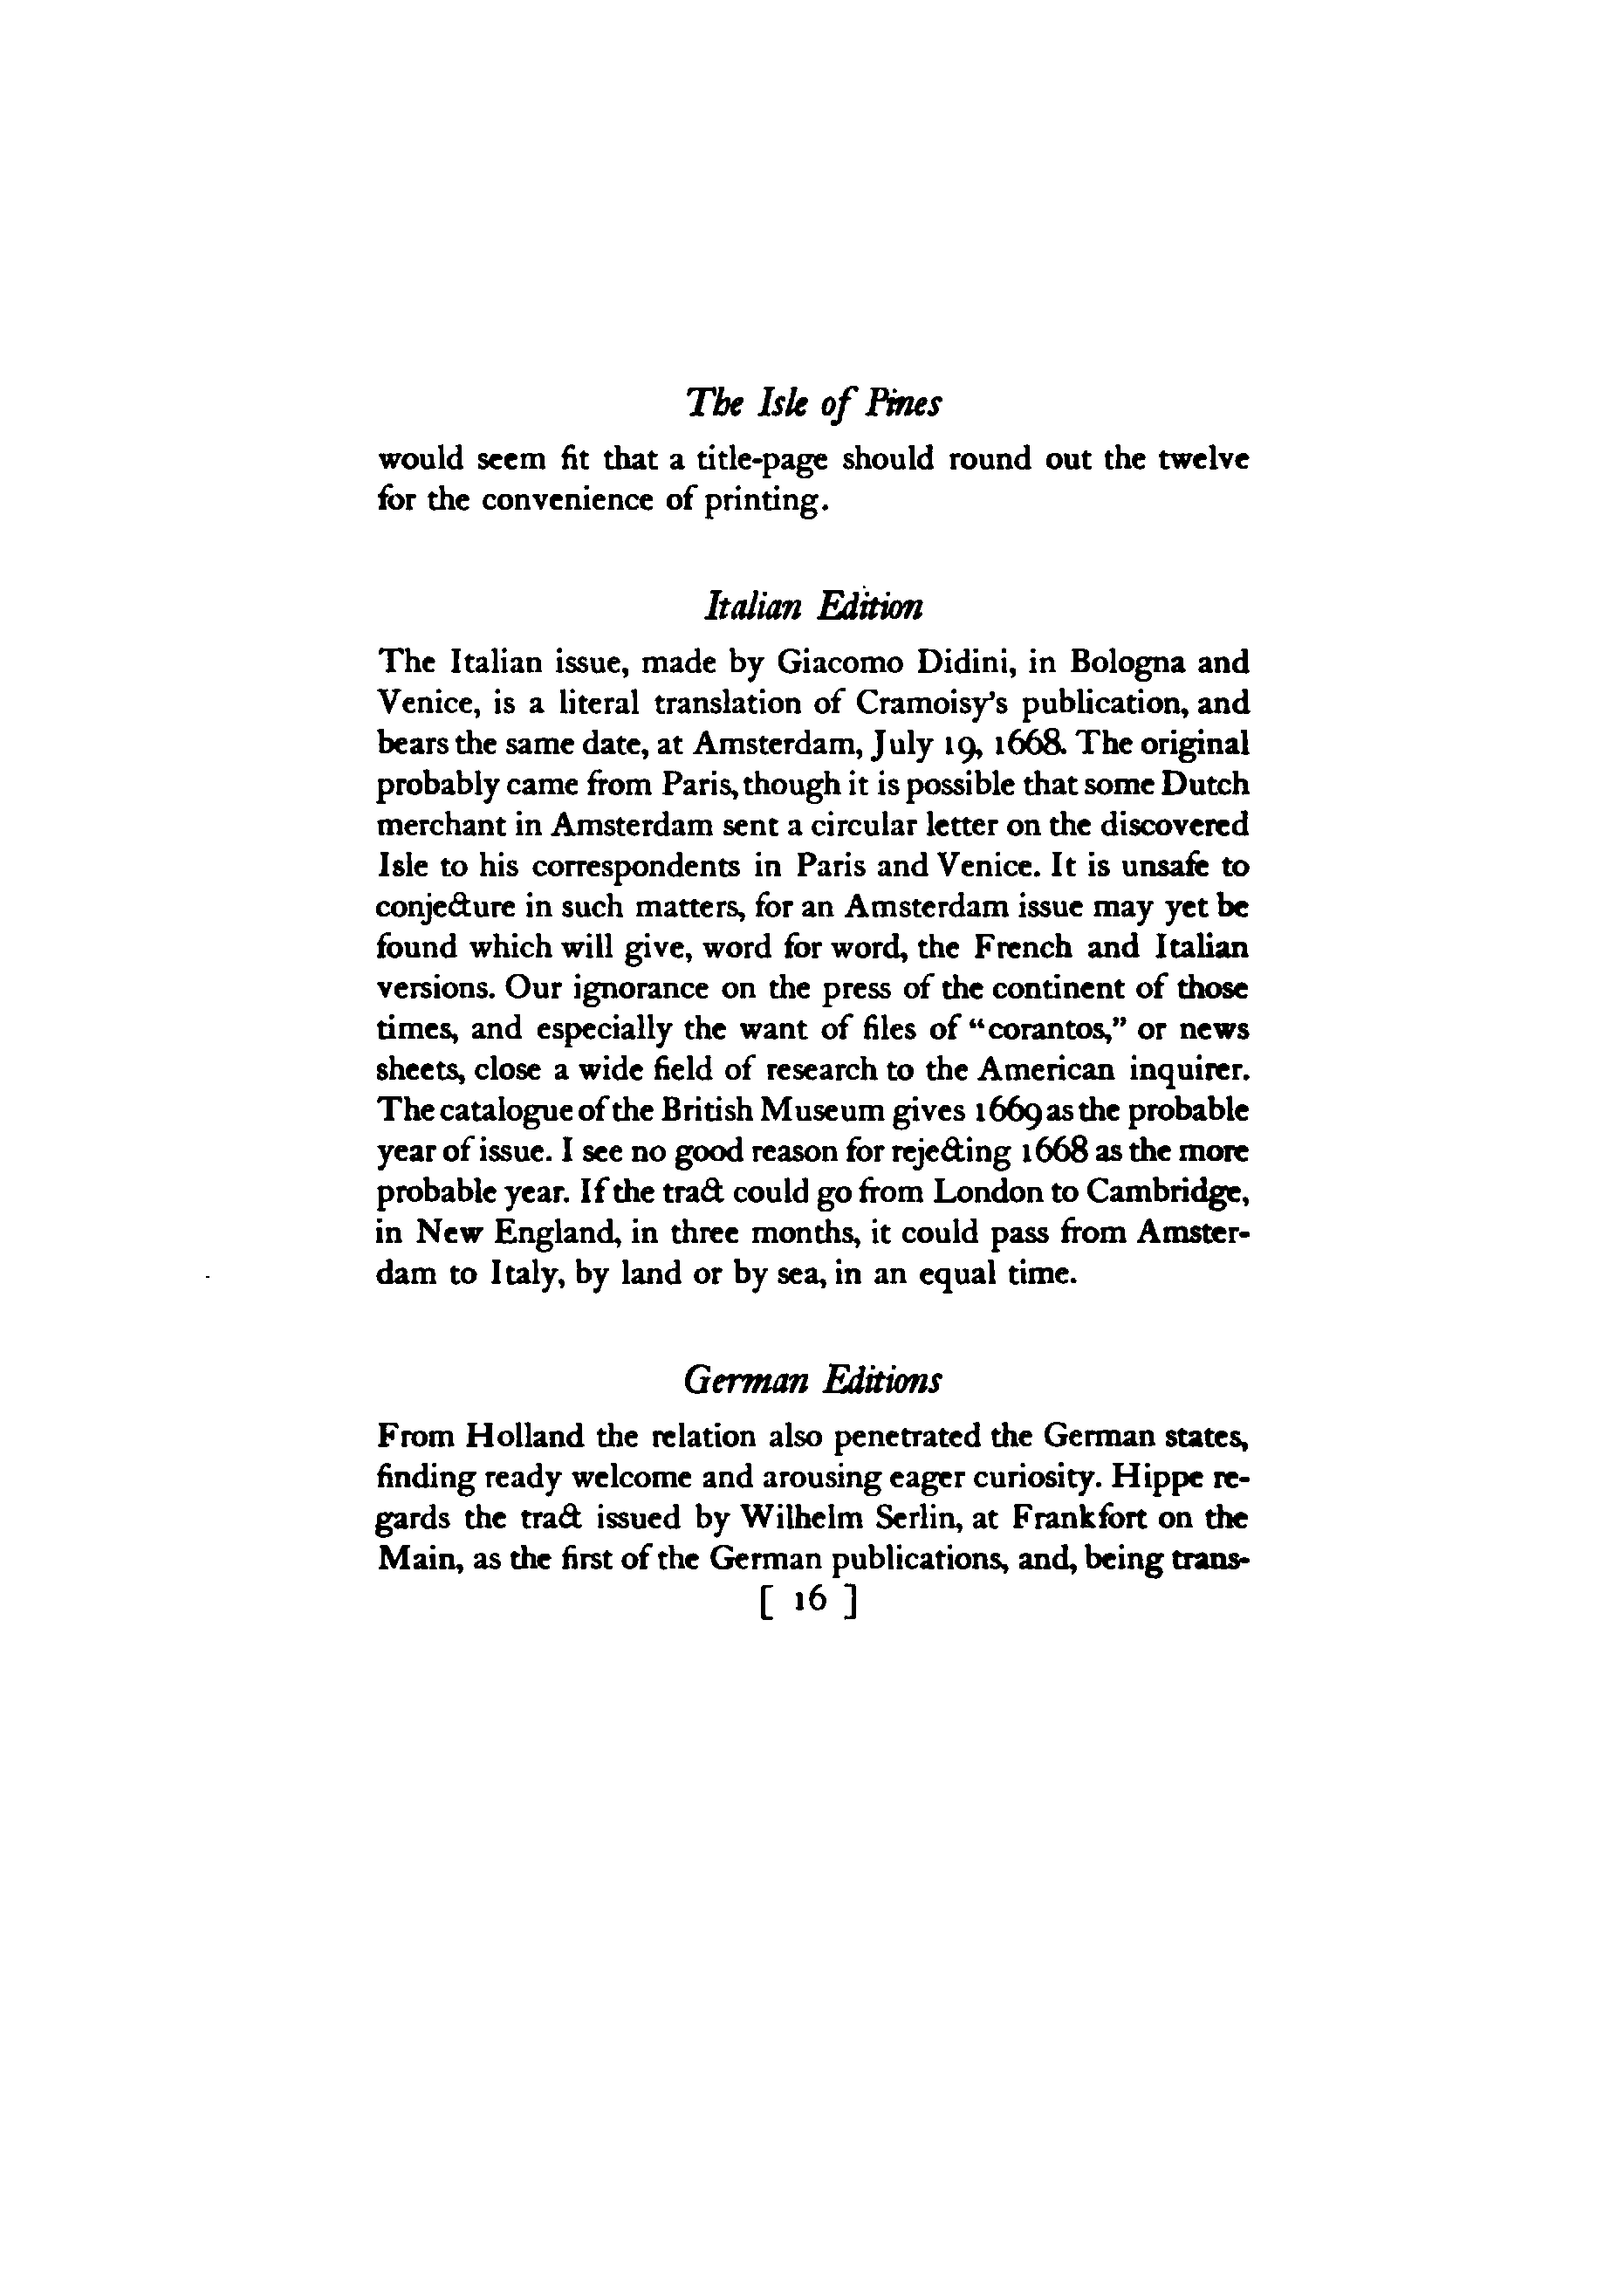 The Isle of Pines
would seem fit that a title-page should round out the twelve
for the convenience of printing.
Italian Edition
The Italian issue, made by Giacomo Didini, in Bologna and
Venice, is a literal translation of Cramoisy's publication, and
bears the same date, at Amsterdam, July 19, 1668. The original
probably came from Paris, though it is possible that some Dutch
merchant in Amsterdam sent a circular letter on the discovered
Isle to his correspondents in Paris and Venice. It is unsafe to
conjecture in such matters, for an Amsterdam issue may yet be
found which will give, word for word, the French and Italian
versions. Our ignorance on the press of the continent of those
times, and especially the want of files of “corantos,” or news
sheets, close a wide field of research to the American inquirer.
The catalogue of the British Museum gives 1669 as the probable
year of issue. I see no good reason for rejecting 1668 as the more
probable year. If the tract could go from London to Cambridge,
in New England, in three months, it could pass from Amster-
dam to Italy, by land or by sea, in an equal time.
German Editions
From Holland the relation also penetrated the German states,
finding ready welcome and arousing eager curiosity. Hippe re-
gards the tract issued by Wilhelm Serlin, at Frankfort on the
Main, as the first of the German publications, and, being trans-
[ 16 ]